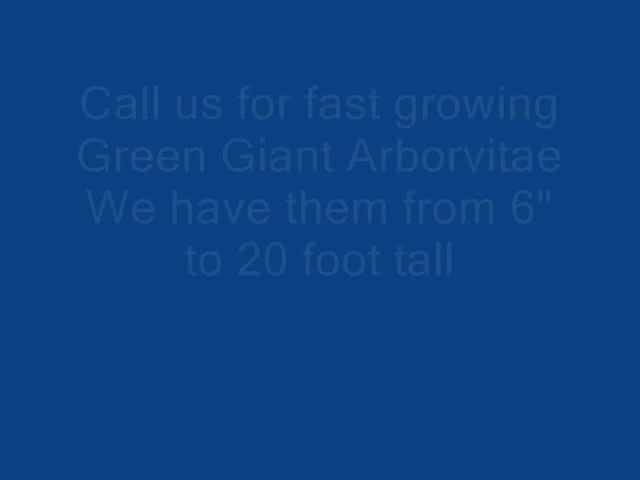 Call us for fast growing
Green Giant Arborvitae
We have them from 6"
to 20 foot tall